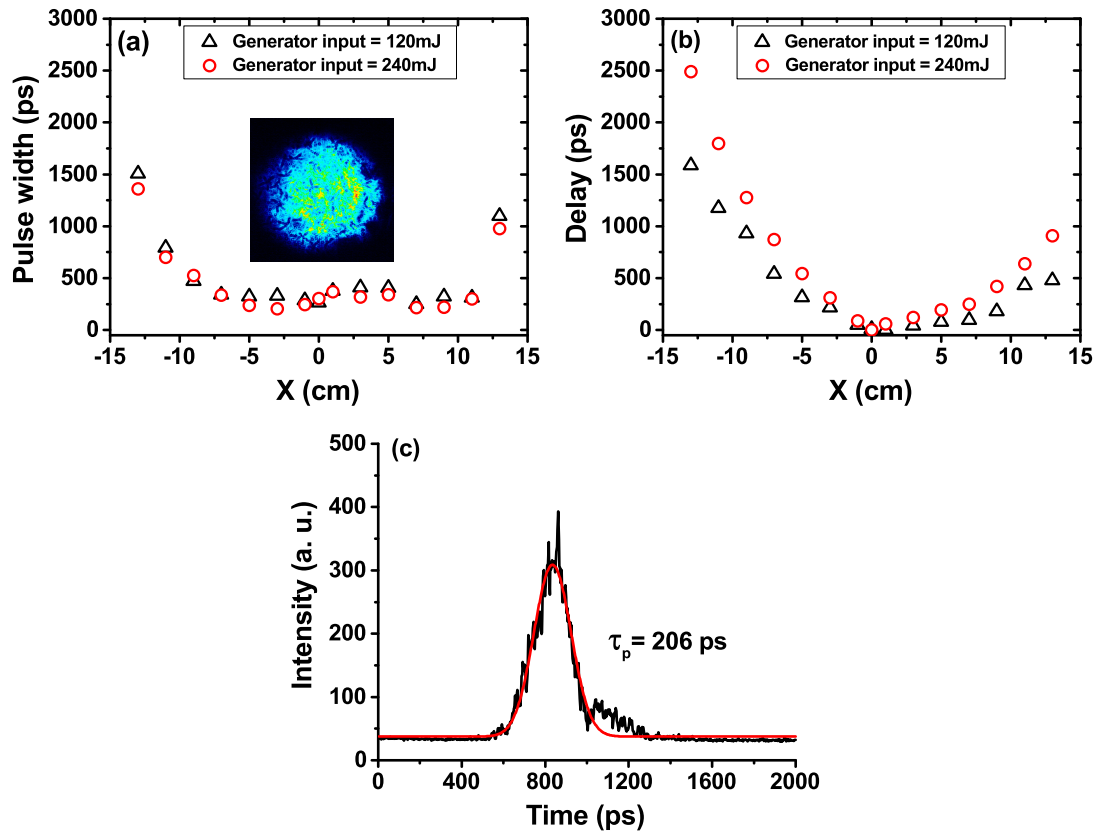 (a)
Generator input = 120mJ
Generator input = 240mJ
Pulse width (ps)
3000
2500
2000
1500
1000
500
0
-15 -10 -5 0 5 10 15
X (cm)
(b)
Generator input = 120mJ
Generator input = 240mJ
Delay (ps)
3000
2500
2000
1500
1000
500
0
-15 -10 -5 0 5 10 15
X (cm)
(c)
Intensity (a. u.)
500
400
300
200
100
0
τp= 206 ps
0 400 800 1200 1600 2000
Time (ps)